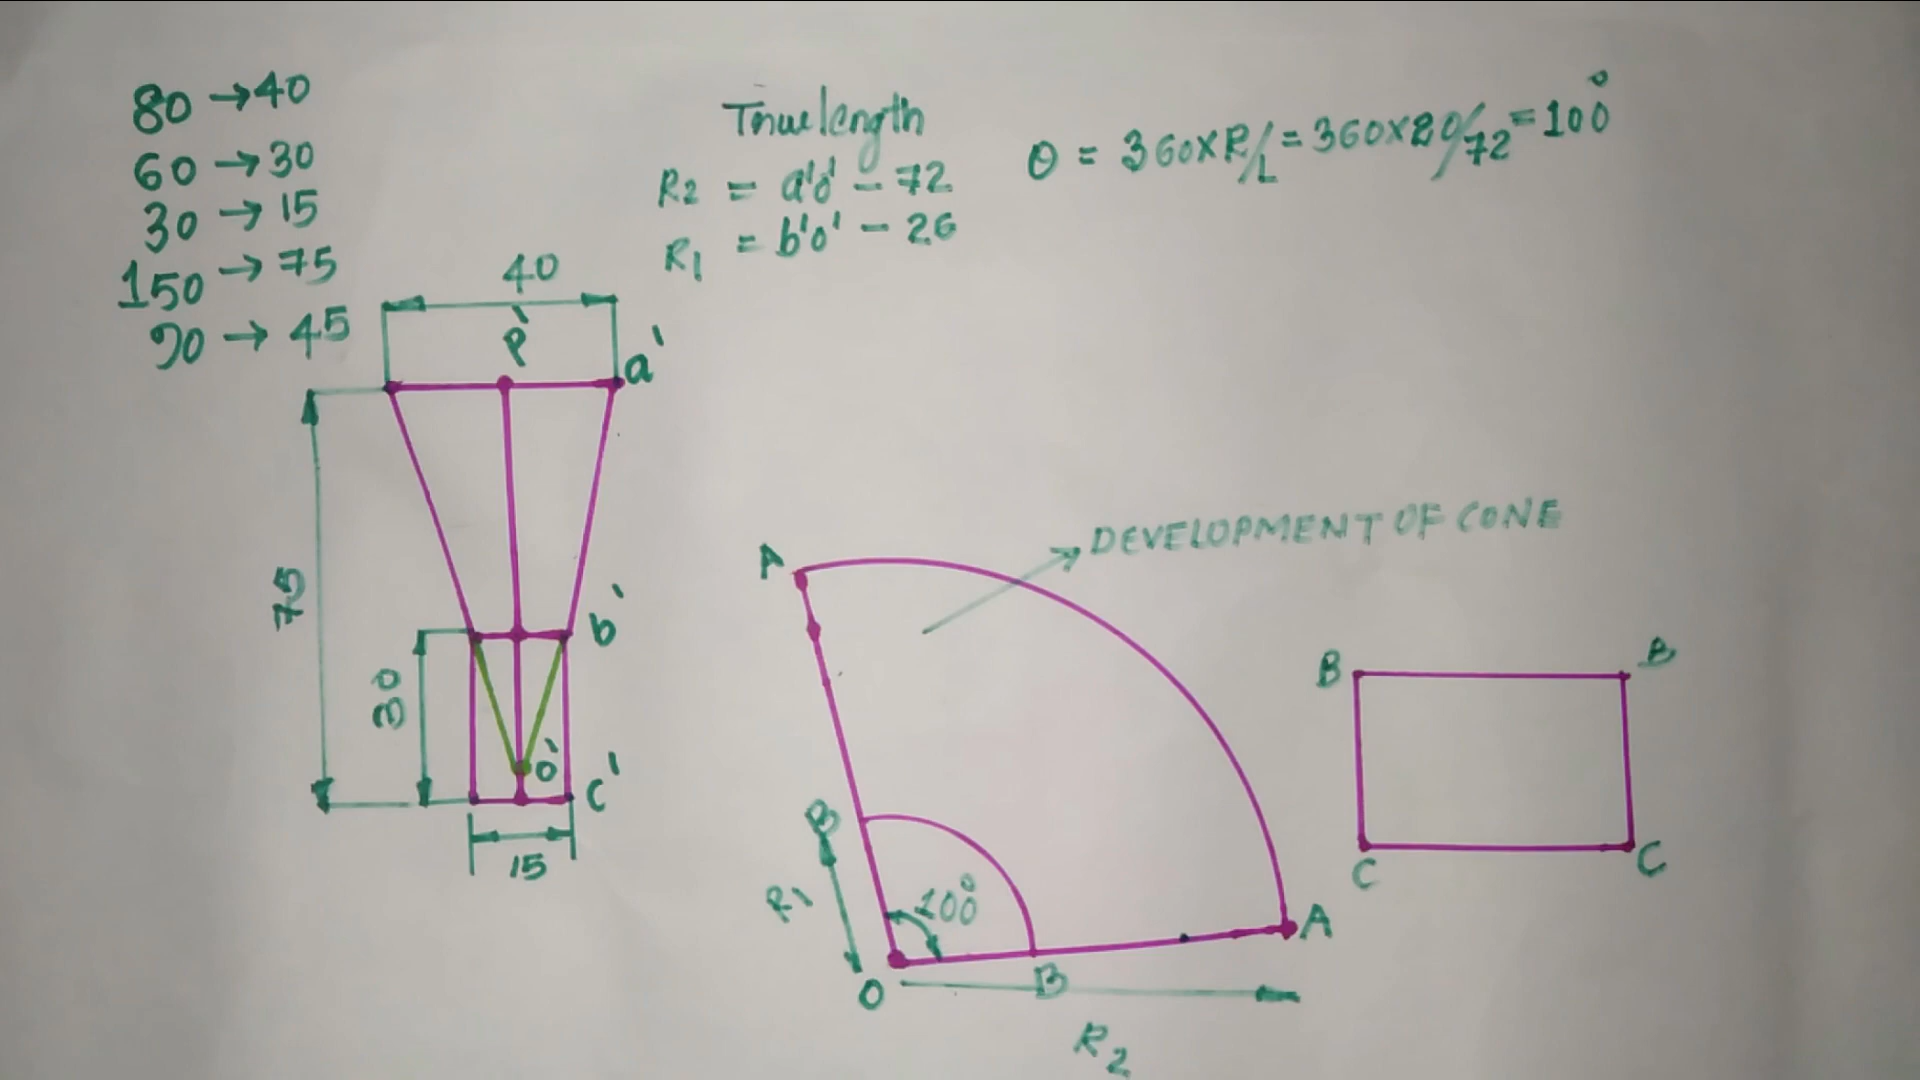 80 → 40
60 → 30
30 → 15
150 → 75
90 → 45
True length
R2 = a'o' - 72
R1 = b'o' - 26
θ = 360×R/L = 360×20/72 = 100°
40
p'
a'
75
30
b'
o'
c'
15
DEVELOPMENT OF CONE
A
B
R1
100°
O
B
A
R2
B
B
C
C